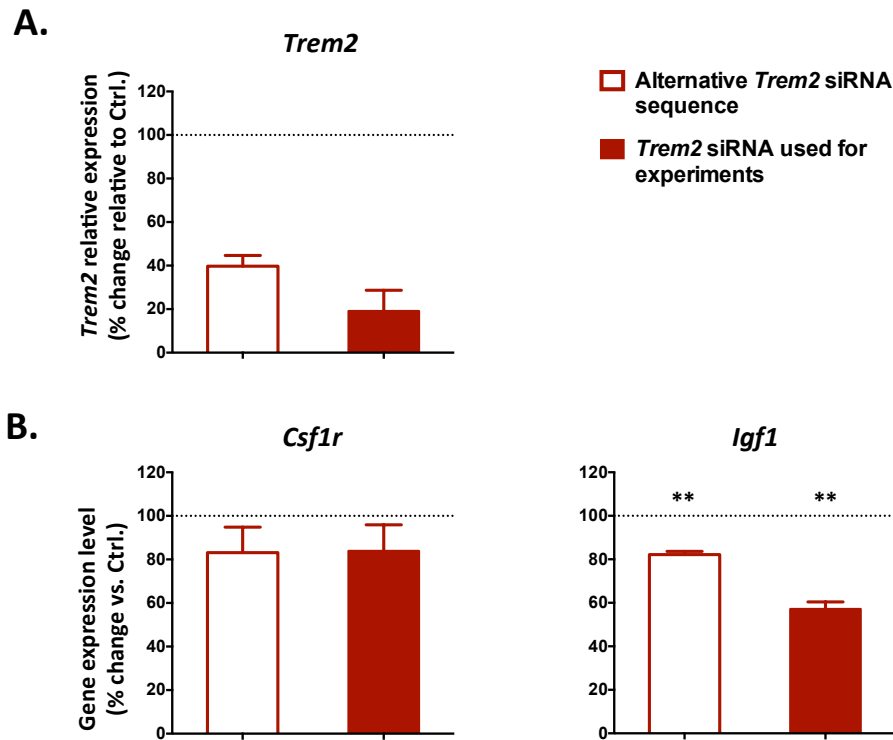 A.
Trem2
Trem2 relative expression
(% change relative to Ctrl.)
120
100
80
60
40
20
0
Alternative Trem2 siRNA
sequence
Trem2 siRNA used for
experiments
B.
Csf1r
Gene expression level
(% change vs. Ctrl.)
120
100
80
60
40
20
0
Igf1
120
100
80
60
40
20
0
** **